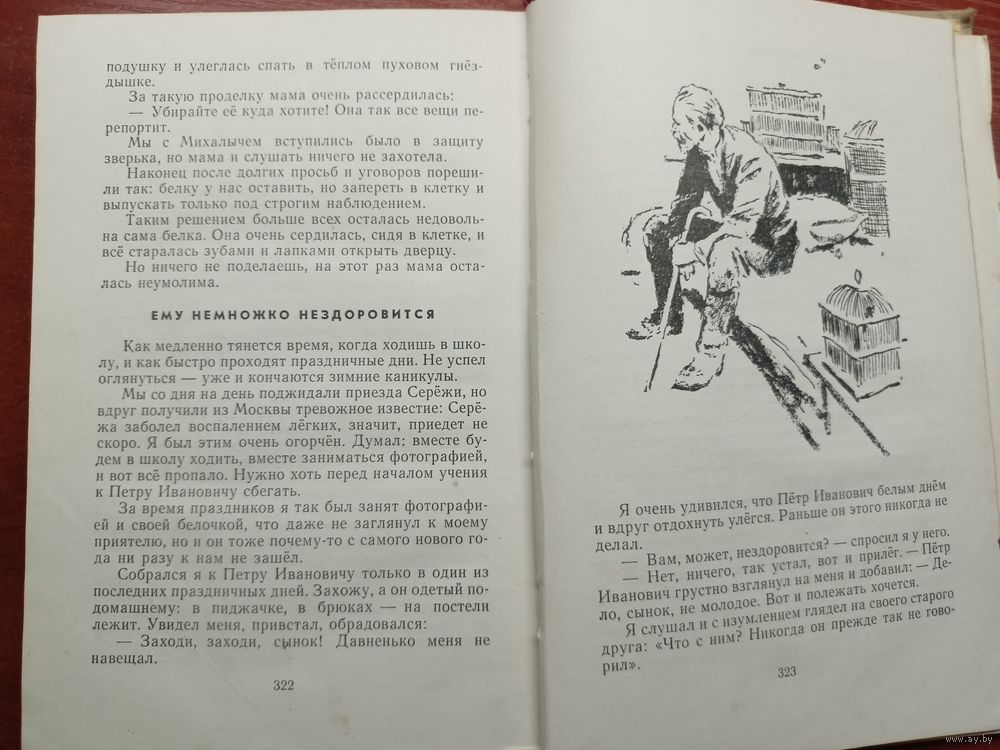 подушку и улеглась спать в тёплом пуховом гнёз-
дышке.
За такую проделку мама очень рассердилась:
— Убирайте её куда хотите! Она так все вещи пе-
репортит.
Мы с Михалычем вступились было в защиту
зверька, но мама и слушать ничего не захотела.
Наконец после долгих просьб и уговоров пореши-
ли так: белку у нас оставить, но запереть в клетку и
выпускать только под строгим наблюдением.
Таким решением больше всех осталась недоволь-
на сама белка. Она очень сердилась, сидя в клетке, и
всё старалась зубами и лапками открыть дверцу.
Но ничего не поделаешь, на этот раз мама оста-
лась неумолима.
ЕМУ НЕМНОЖКО НЕЗДОРОВИТСЯ
Как медленно тянется время, когда ходишь в шко-
лу, и как быстро проходят праздничные дни. Не успел
оглянуться — уже и кончаются зимние каникулы.
Мы со дня на день поджидали приезда Серёжи, но
вдруг получили из Москвы тревожное известие: Серё-
жа заболел воспалением лёгких, значит, приедет не
скоро. Я был этим очень огорчён. Думал: вместе бу-
дем в школу ходить, вместе заниматься фотографией,
и вот всё пропало. Нужно хоть перед началом учения
к Петру Ивановичу сбегать.
За время праздников я так был занят фотографи-
ей и своей белочкой, что даже не заглянул к моему
приятелю, но и он тоже почему-то с самого нового го-
да ни разу к нам не зашёл.
Собрался я к Петру Ивановичу только в один из
последних праздничных дней. Захожу, а он одетый по-
домашнему: в пиджачке, в брюках — на постели
лежит. Увидел меня, привстал, обрадовался:
— Заходи, заходи, сынок! Давненько меня не
навещал.
322
Я очень удивился, что Пётр Иванович белым днём
и вдруг отдохнуть улёгся. Раньше он этого никогда не
делал.
— Вам, может, нездоровится? — спросил я у него.
— Нет, ничего, так устал, вот и прилёг. — Пётр
Иванович грустно взглянул на меня и добавил: — Де-
ло, сынок, не молодое. Вот и полежать хочется.
Я слушал и с изумлением глядел на своего старого
друга: «Что с ним? Никогда он прежде так не гово-
рил».
323
www.ay.by